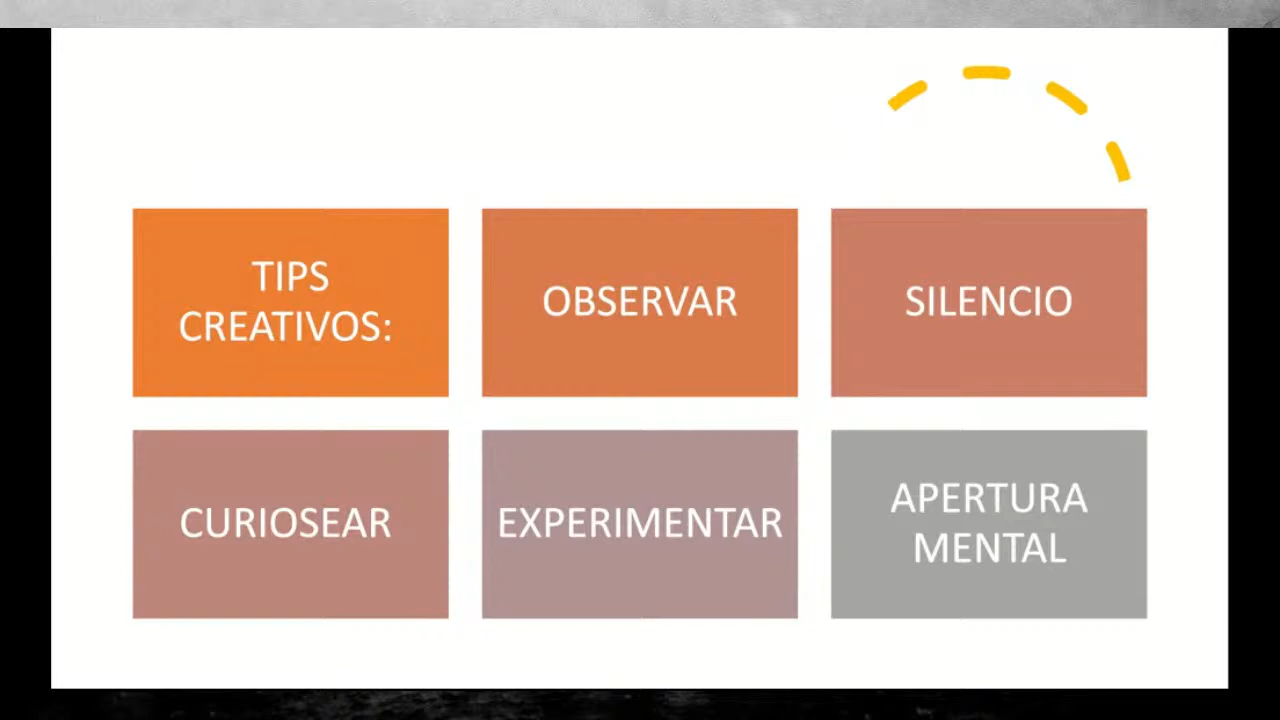 TIPS
CREATIVOS:
OBSERVAR
SILENCIO
CURIOSEAR
EXPERIMENTAR
APERTURA
MENTAL